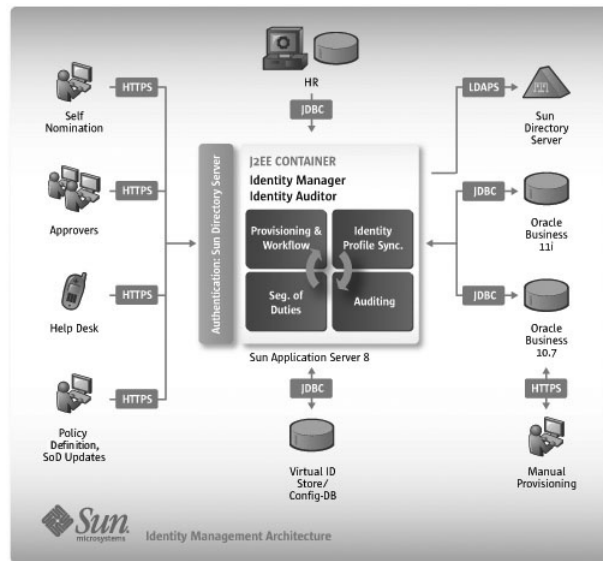 HTTPS
Self
Nomination
HTTPS
Approvers
HTTPS
Help Desk
HTTPS
Policy
Definition,
SoD Updates
HR
JDBC
Authentication: Sun Directory Server
J2EE CONTAINER
Identity Manager
Identity Auditor
Provisioning &
Workflow
Identity
Profile Sync.
Seg. of
Duties
Auditing
Sun Application Server 8
JDBC
Virtual ID
Store/
Config-DB
LDAPS
Sun
Directory
Server
JDBC
Oracle
Business
11i
JDBC
Oracle
Business
10.7
HTTPS
Manual
Provisioning
Sun
microsystems
Identity Management Architecture